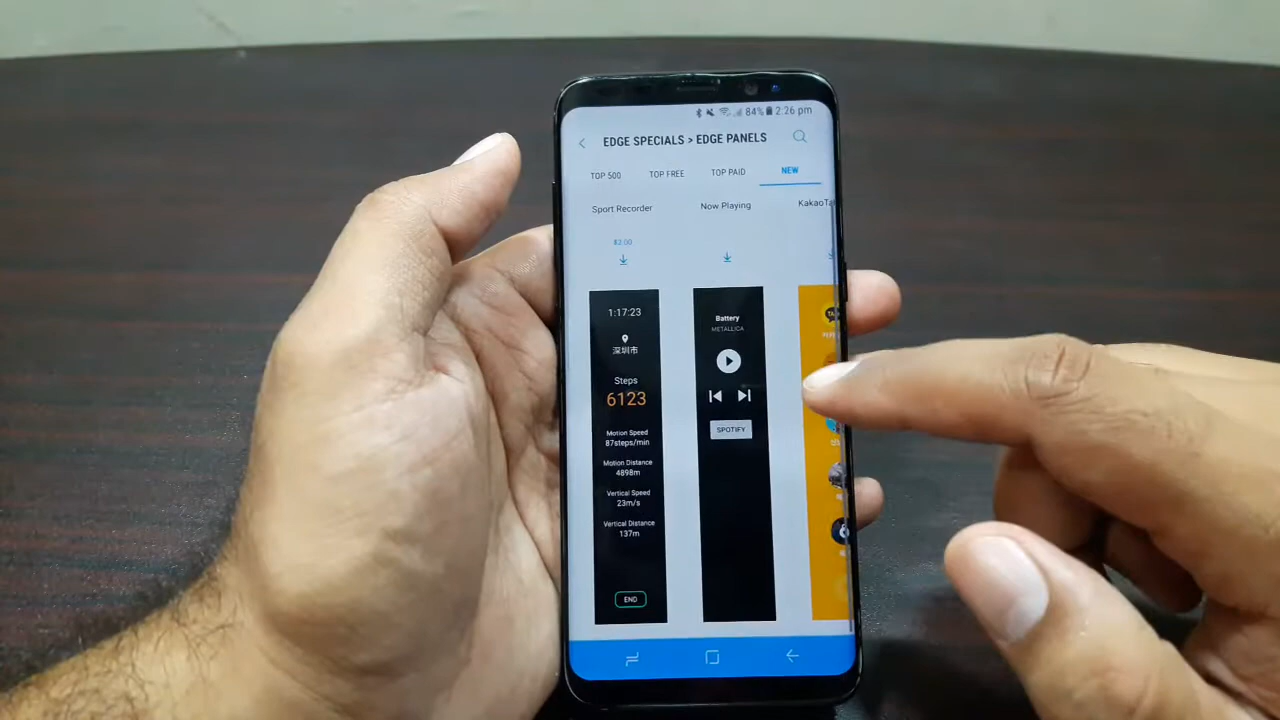 84% 2:26 pm
EDGE SPECIALS > EDGE PANELS
TOP 500 TOP FREE TOP PAID NEW
Sport Recorder
$2.00
1:17:23
深圳市
Steps
6123
Motion Speed
87steps/min
Motion Distance
4898m
Vertical Speed
23m/s
Vertical Distance
137m
END
Now Playing
Battery
METALLICA
SPOTIFY
KakaoTal